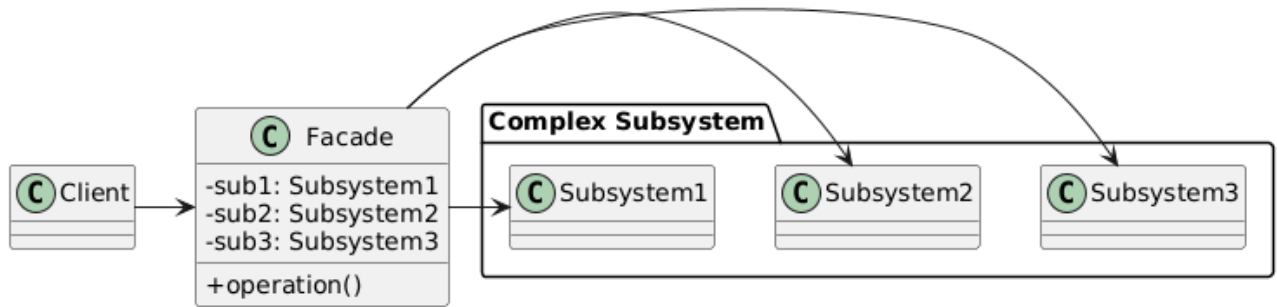 C Client
C Facade
-sub1: Subsystem1
-sub2: Subsystem2
-sub3: Subsystem3
+operation()
Complex Subsystem
C Subsystem1
C Subsystem2
C Subsystem3